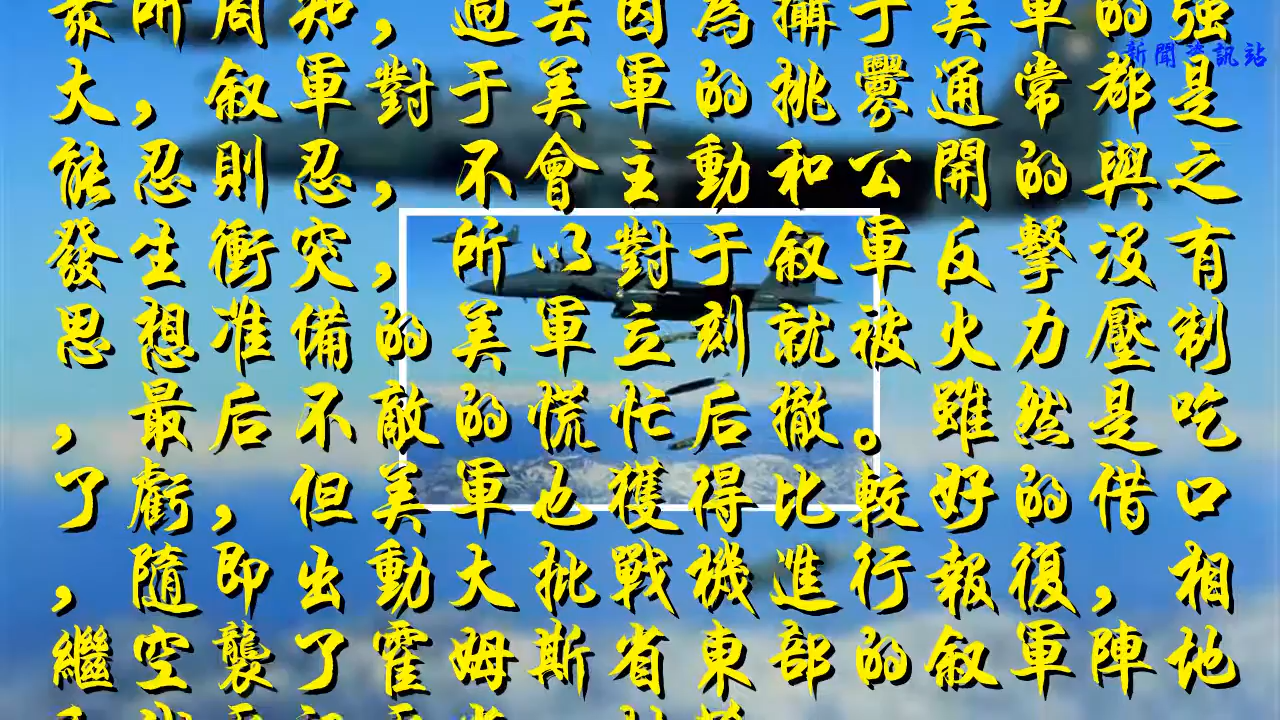 眾所周知，過去因為攝于美軍的強
新聞資訊站
大，叙軍對于美軍的挑釁通常都是
能忍則忍，不會主動和公開的與之
發生衝突，所以對于叙軍反擊没有
思想准備的美軍立刻就被火力壓制
，最后不敵的慌忙后撤。雖然是吃
了虧，但美軍也獲得比較好的借口
，隨即出動大批戰機進行報復，相
繼空襲了霍姆斯省東部的叙軍陣地